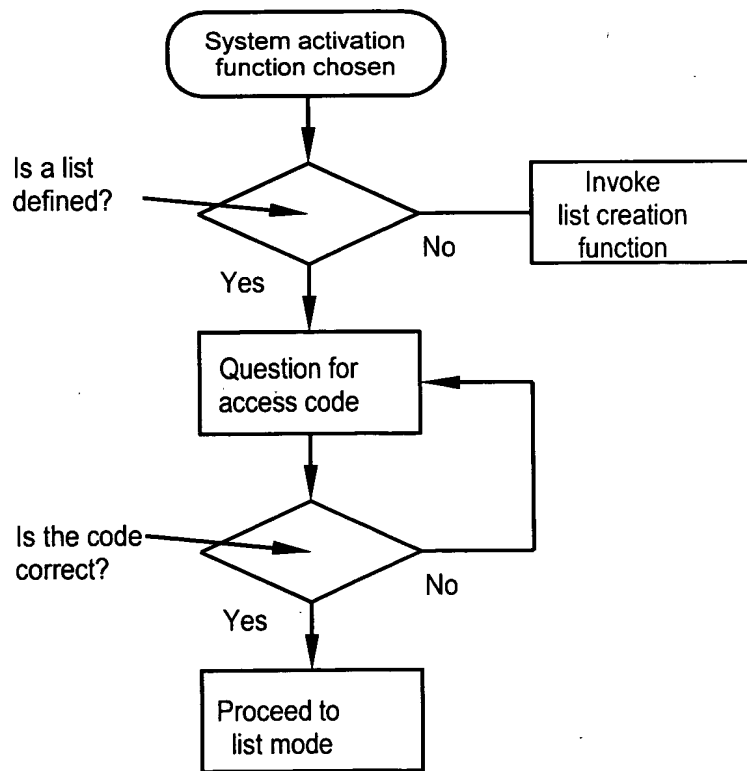 System activation
function chosen
Is a list
defined?
Invoke
list creation
function
No
Yes
Question for
access code
Is the code
correct?
No
Yes
Proceed to
list mode